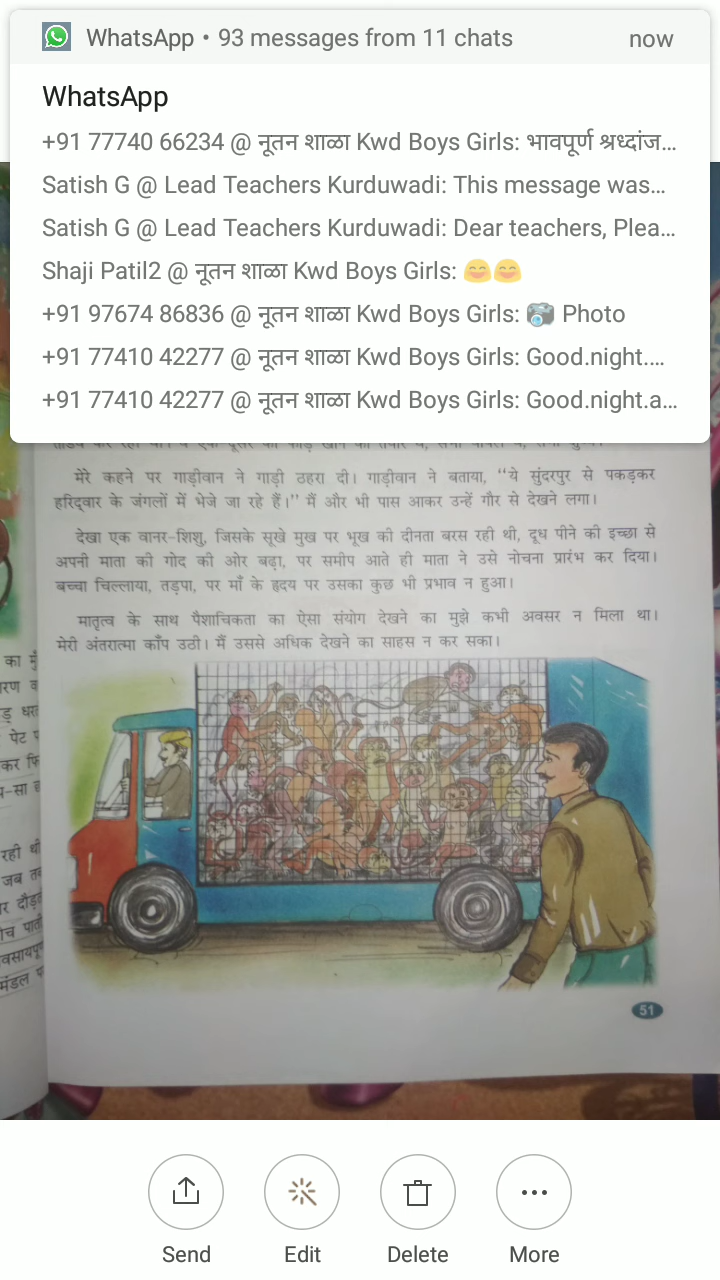 WhatsApp • 93 messages from 11 chats now
WhatsApp
+91 77740 66234 @ नूतन शाळा Kwd Boys Girls: भावपूर्ण श्रध्दांज...
Satish G @ Lead Teachers Kurduwadi: This message was...
Satish G @ Lead Teachers Kurduwadi: Dear teachers, Plea...
Shaji Patil2 @ नूतन शाळा Kwd Boys Girls: 😊😊
+91 97674 86836 @ नूतन शाळा Kwd Boys Girls: 📷 Photo
+91 77410 42277 @ नूतन शाळा Kwd Boys Girls: Good.night....
+91 77410 42277 @ नूतन शाळा Kwd Boys Girls: Good.night.a...
मेरे कहने पर गाड़ीवान ने गाड़ी ठहरा दी। गाड़ीवान ने बताया, ‘‘ये सुंदरपुर से पकड़कर
हरिद्वार के जंगलों में भेजे जा रहे हैं।’’ मैं और भी पास आकर उन्हें गौर से देखने लगा।
देखा एक वानर-शिशु, जिसके सूखे मुख पर भूख की दीनता बरस रही थी, दूध पीने की इच्छा से
अपनी माता की गोद की ओर बढ़ा, पर समीप आते ही माता ने उसे नोचना प्रारंभ कर दिया।
बच्चा चिल्लाया, तड़पा, पर माँ के हृदय पर उसका कुछ भी प्रभाव न हुआ।
मातृत्व के साथ पैशाचिकता का ऐसा संयोग देखने का मुझे कभी अवसर न मिला था।
मेरी अंतरात्मा काँप उठी। मैं उससे अधिक देखने का साहस न कर सका।
का
पेट
रही थी
जब
51
Send Edit Delete More